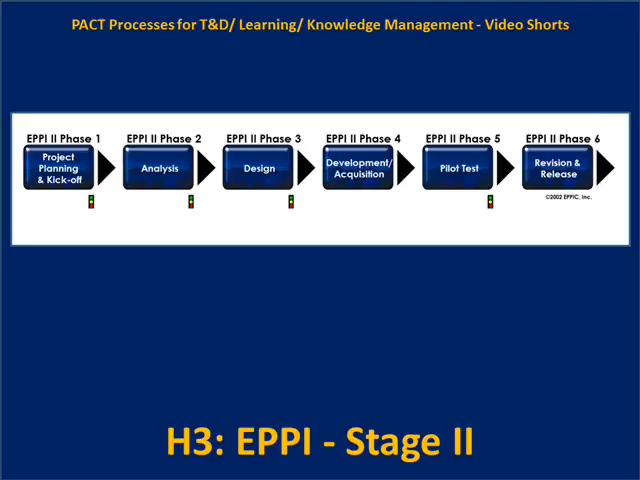 PACT Processes for T&D/ Learning/ Knowledge Management - Video Shorts
EPPI II Phase 1
EPPI II Phase 2
EPPI II Phase 3
EPPI II Phase 4
EPPI II Phase 5
EPPI II Phase 6
Project
Planning
& Kick-off
Analysis
Design
Development/
Acquisition
Pilot Test
Revision &
Release
©2002 EPPIC, Inc.
H3: EPPI - Stage II